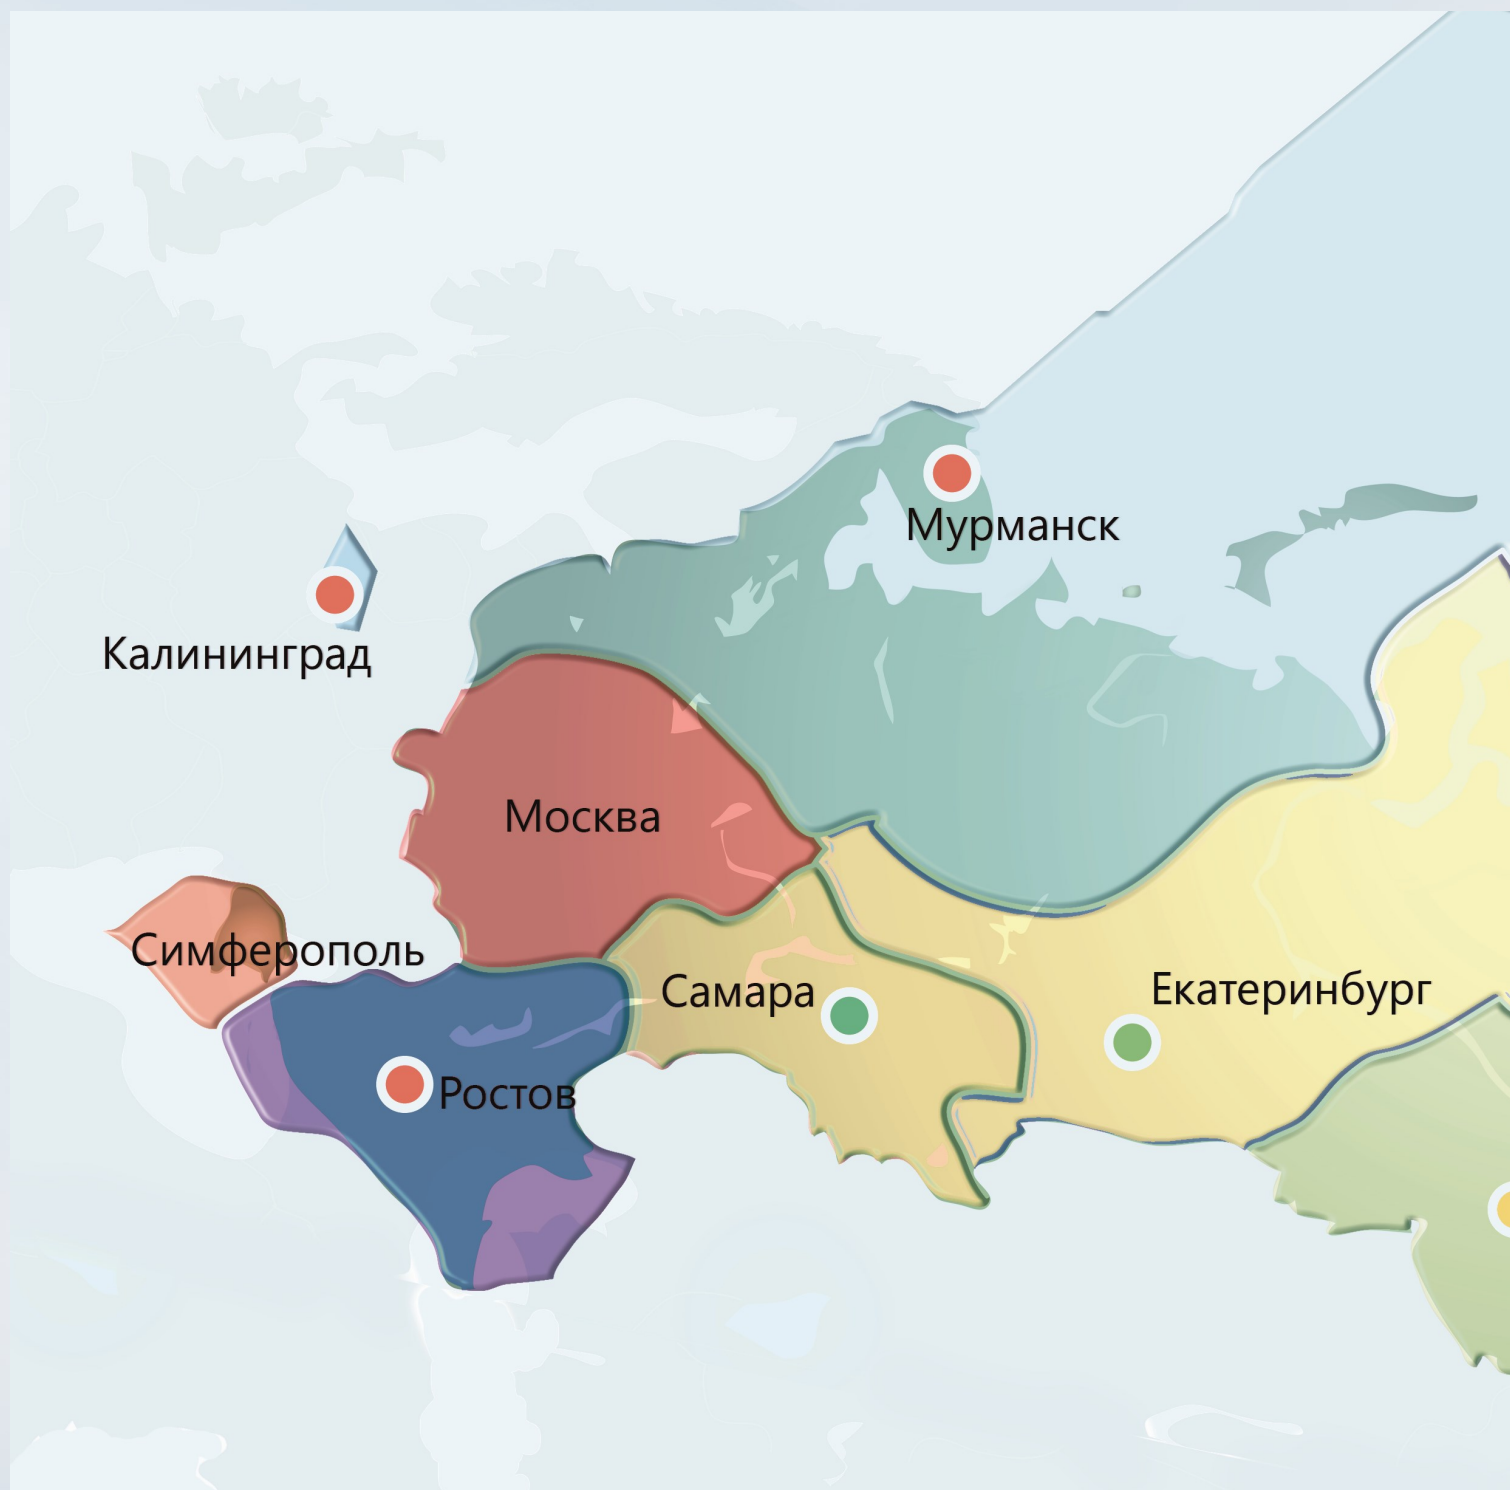 Мурманск
Калининград
Москва
Симферополь
Самара
Екатеринбург
Ростов